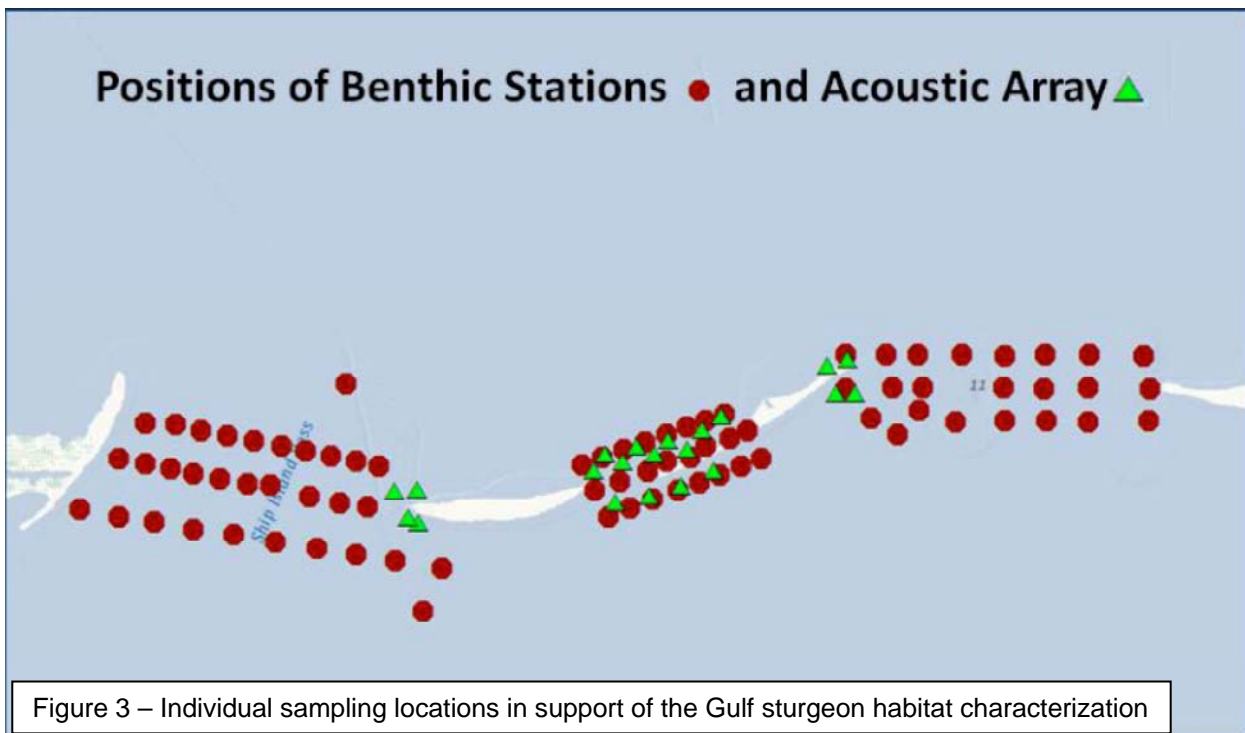 Positions of Benthic Stations and Acoustic Array
11
Ship Island
Figure 3 – Individual sampling locations in support of the Gulf sturgeon habitat characterization